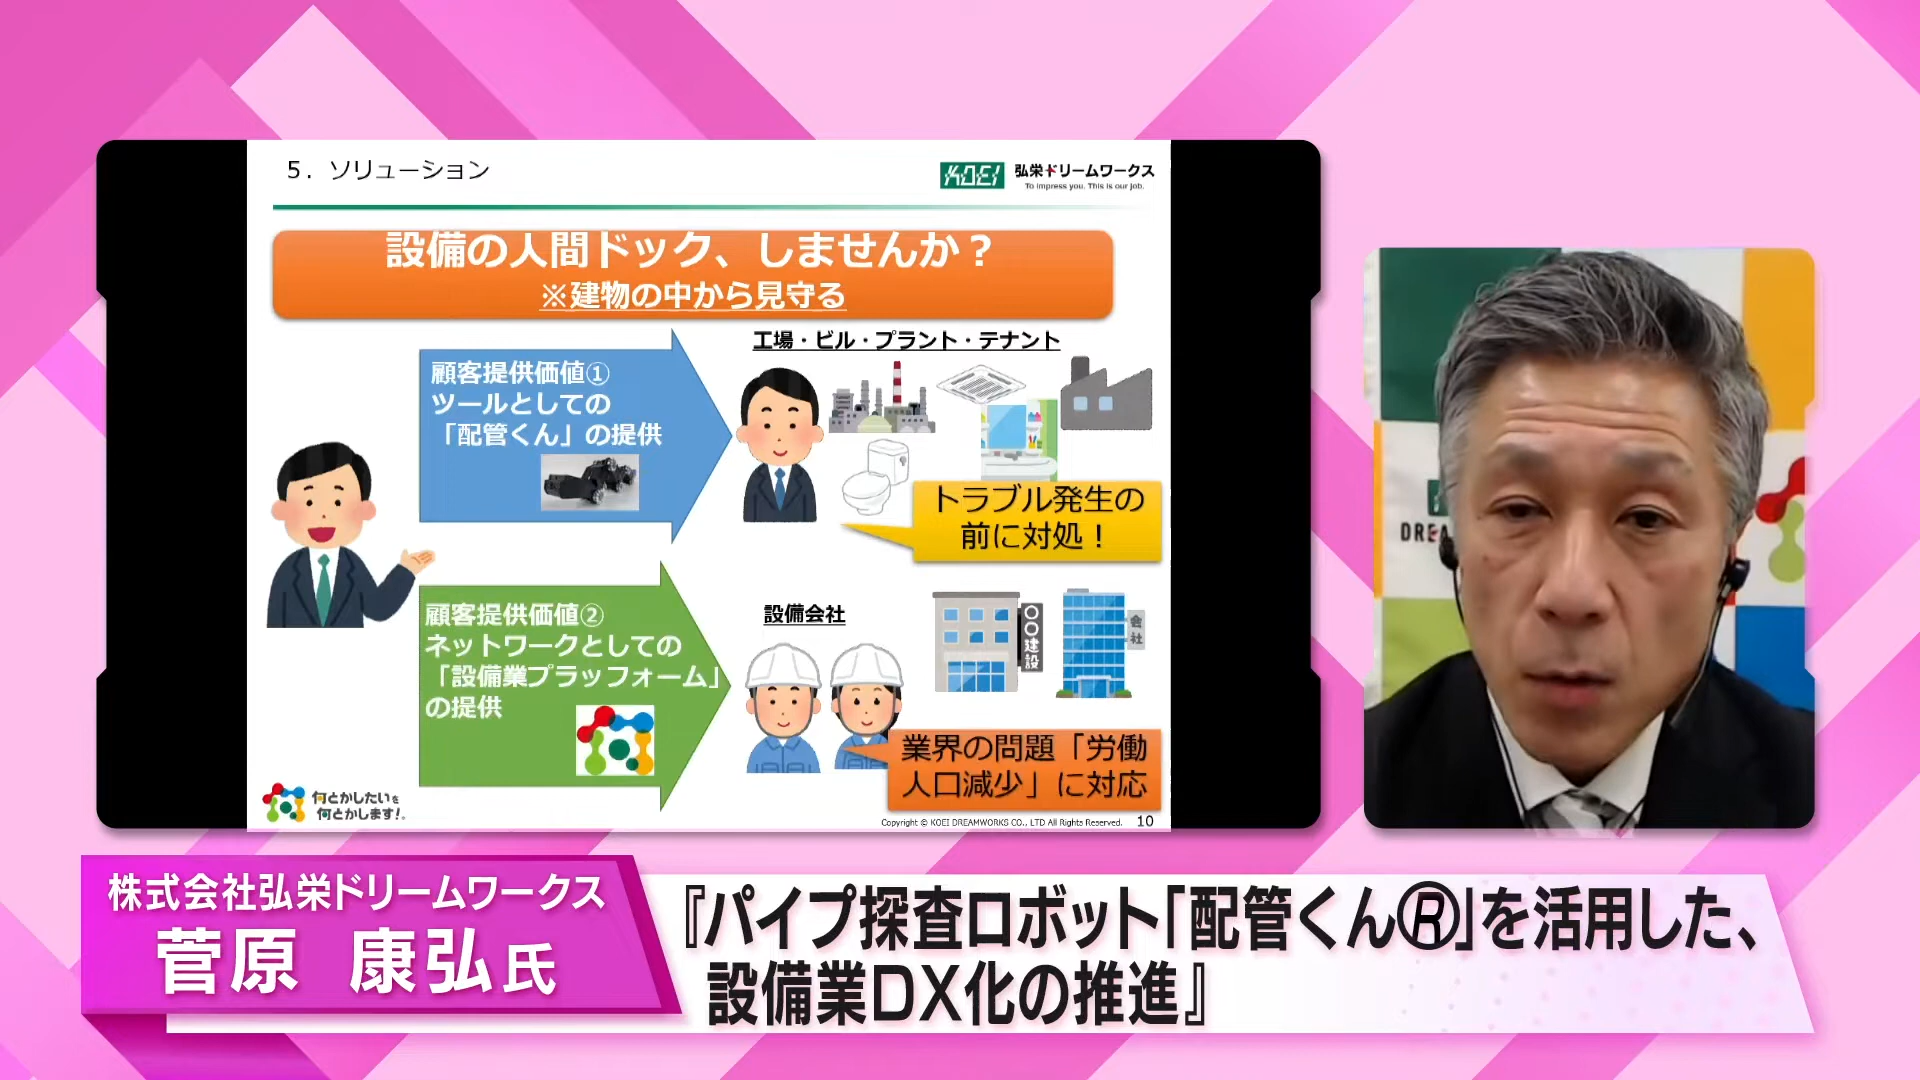 5．ソリューション
KOEI 弘栄ドリームワークス
To impress you. This is our job.
設備の人間ドック、しませんか？
※建物の中から見守る
工場・ビル・プラント・テナント
顧客提供価値①
ツールとしての
「配管くん」の提供
トラブル発生の
前に対処！
顧客提供価値②
ネットワークとしての
「設備業プラッフォーム」
の提供
設備会社
〇〇建設
会社
業界の問題「労働
人口減少」に対応
何とかしたいを
何とかします!
Copyright © KOEI DREAMWORKS CO., LTD All Rights Reserved. 10
DREA
株式会社弘栄ドリームワークス
菅原 康弘氏
『パイプ探査ロボット「配管くん®」を活用した、
設備業DX化の推進』